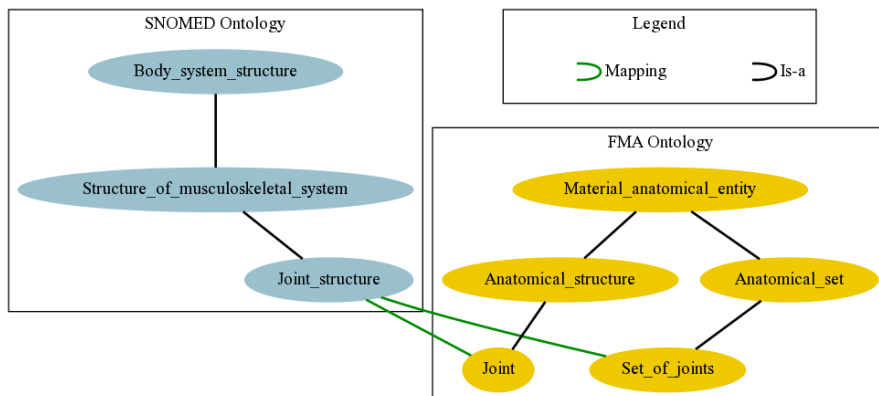 SNOMED Ontology
Body_system_structure
Structure_of_musculoskeletal_system
Joint_structure
Legend
Mapping
Is-a
FMA Ontology
Material_anatomical_entity
Anatomical_structure
Anatomical_set
Joint
Set_of_joints